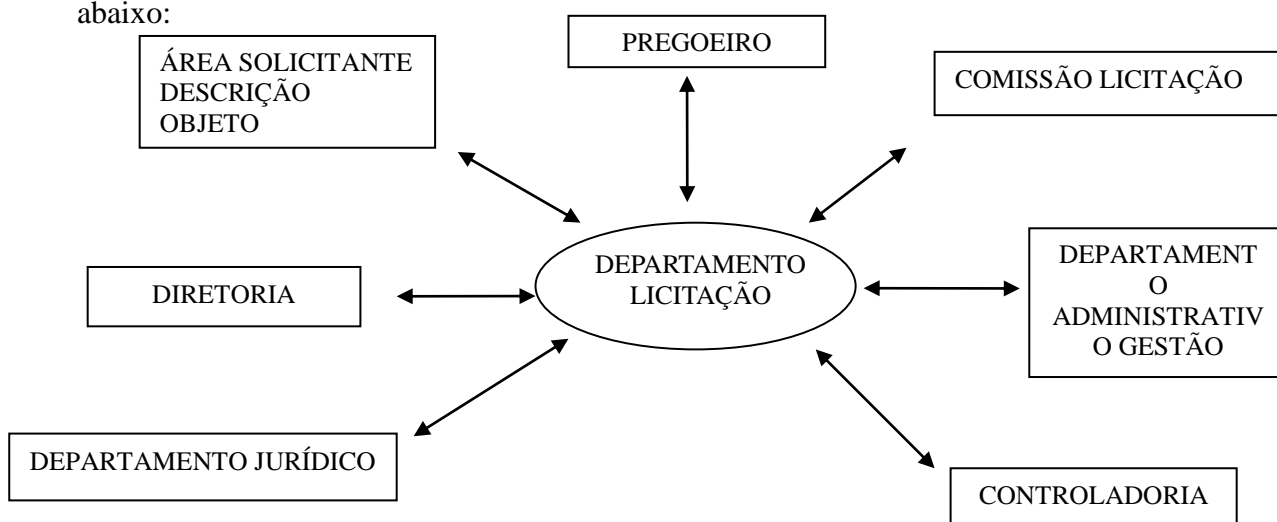 abaixo:
PREGOEIRO
ÁREA SOLICITANTE
DESCRIÇÃO
OBJETO
COMISSÃO LICITAÇÃO
DEPARTAMENTO
LICITAÇÃO
DEPARTAMENT
O
ADMINISTRATIV
O GESTÃO
DIRETORIA
DEPARTAMENTO JURÍDICO
CONTROLADORIA